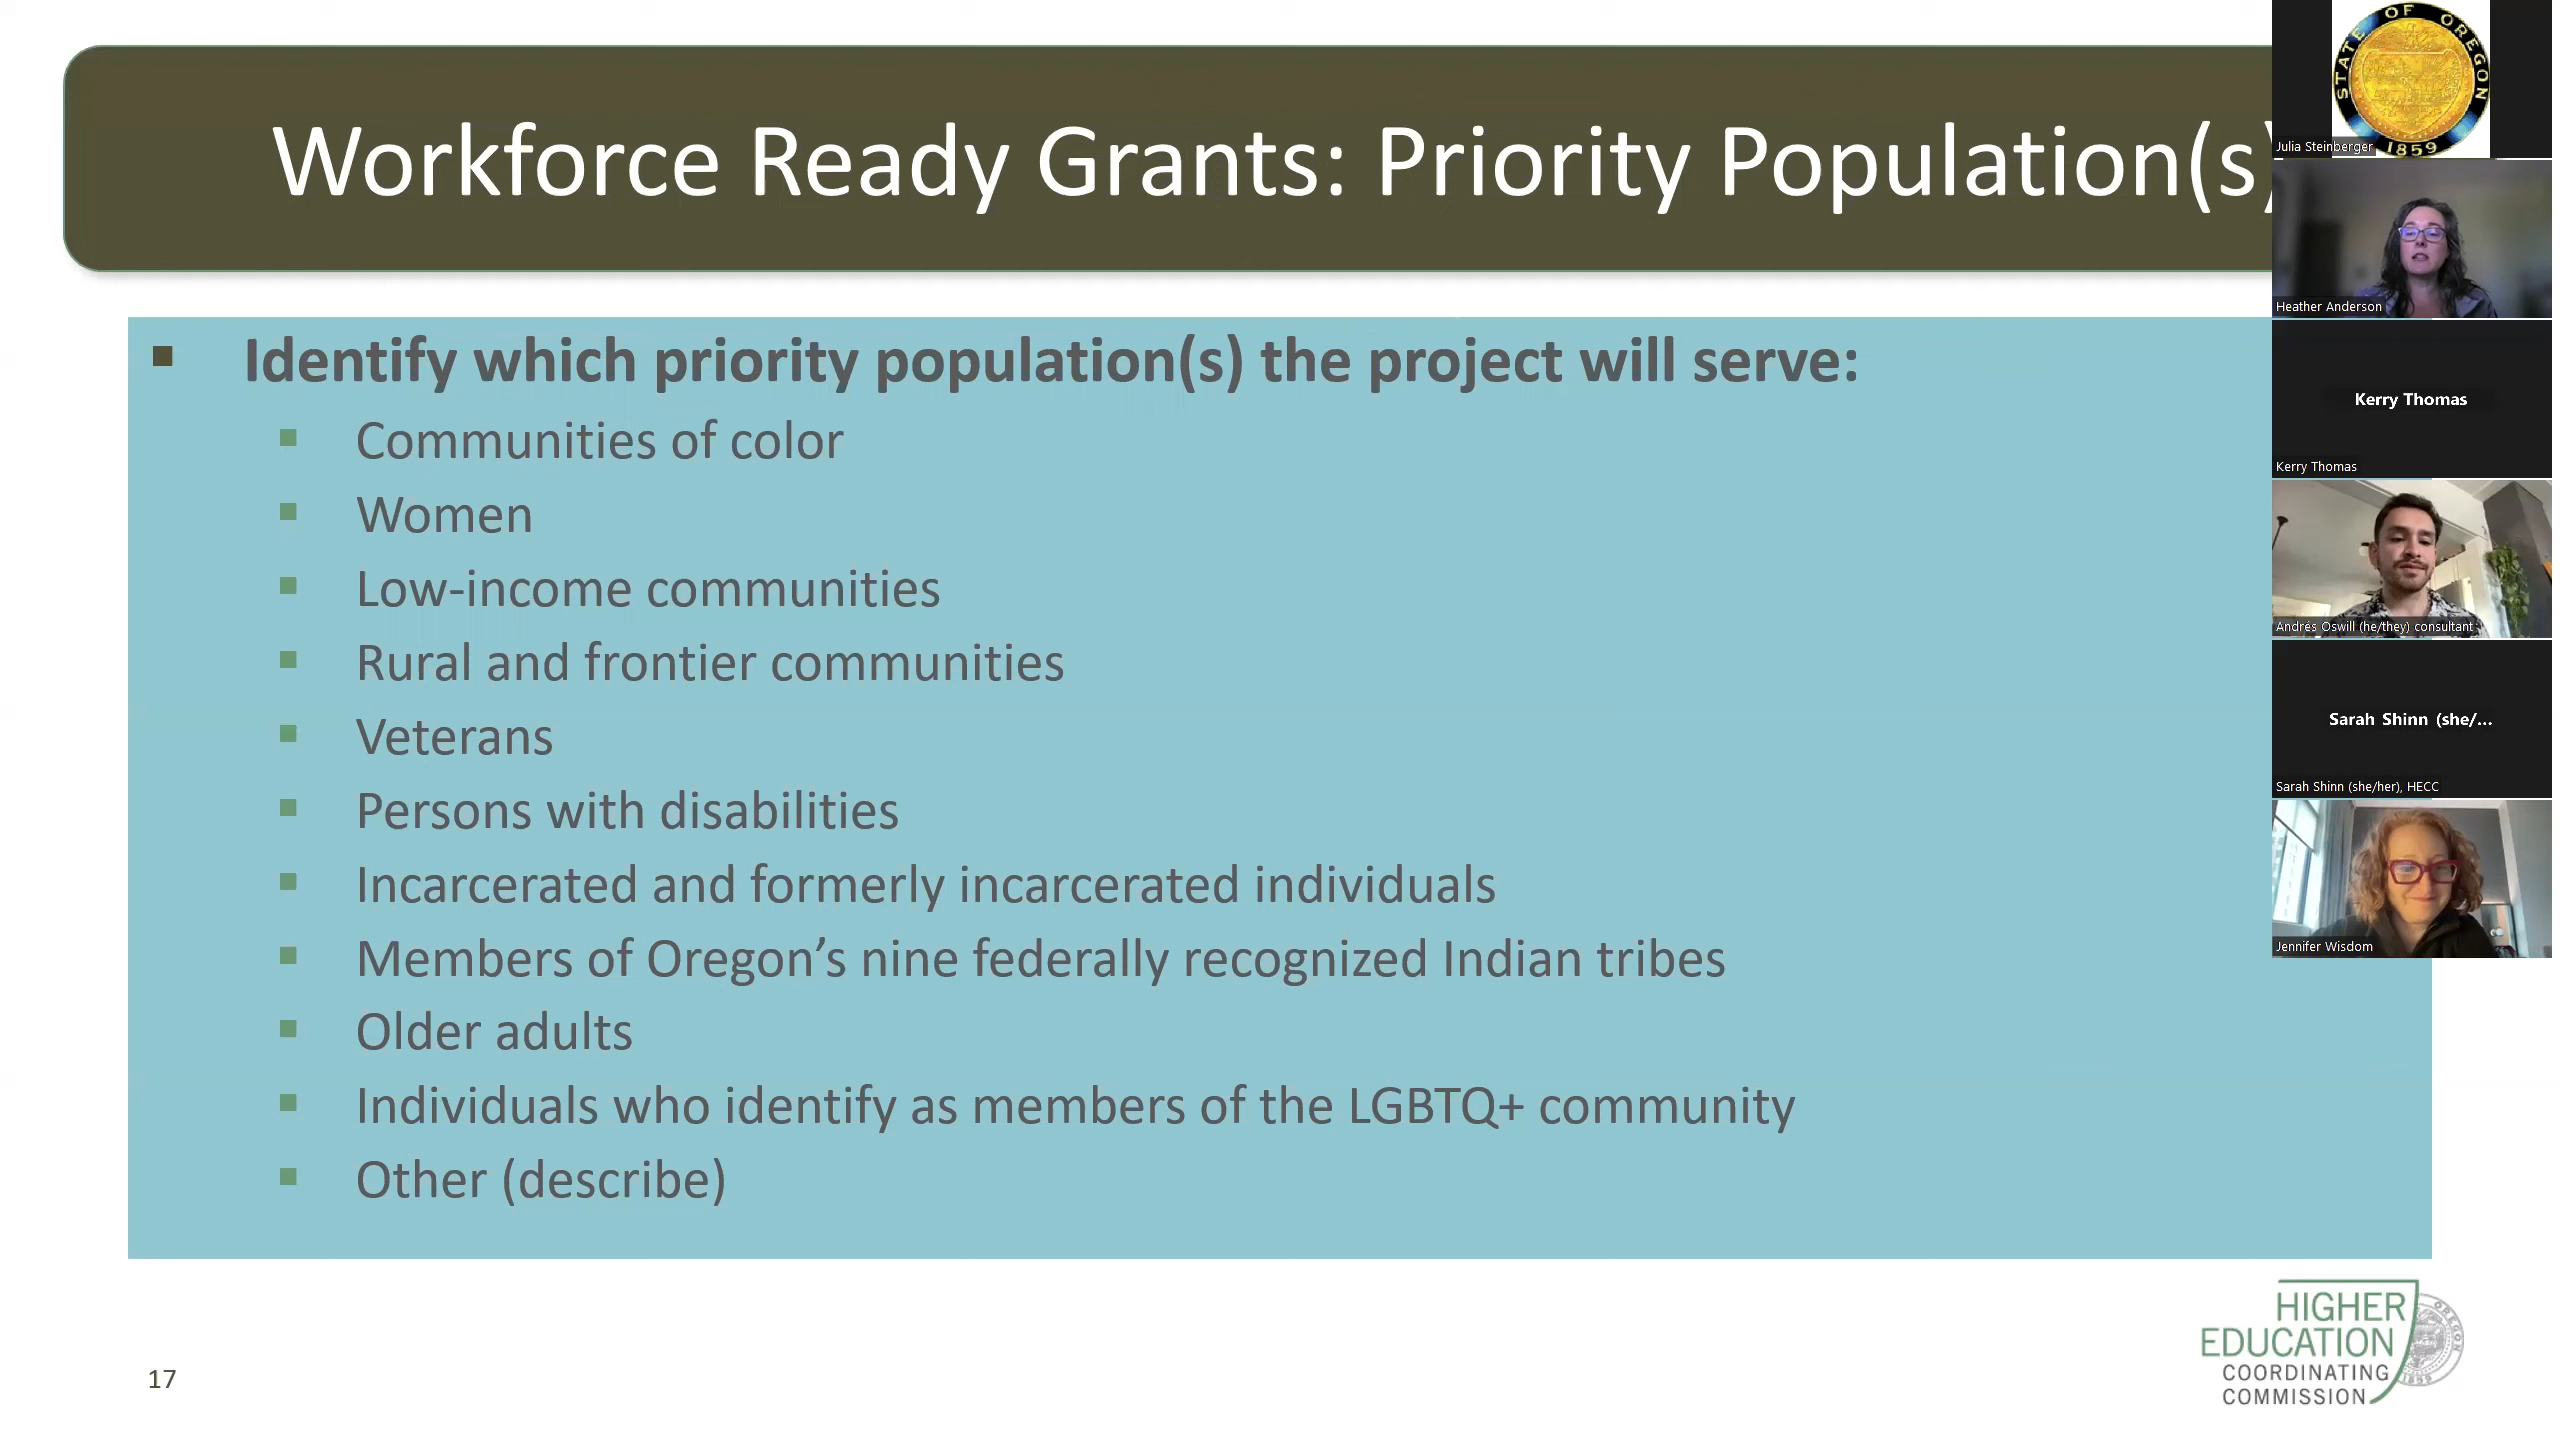 Workforce Ready Grants: Priority Population(s)
Identify which priority population(s) the project will serve:
Communities of color
Women
Low-income communities
Rural and frontier communities
Veterans
Persons with disabilities
Incarcerated and formerly incarcerated individuals
Members of Oregon’s nine federally recognized Indian tribes
Older adults
Individuals who identify as members of the LGBTQ+ community
Other (describe)
17
HIGHER
EDUCATION
COORDINATING
COMMISSION
OREGON
1859
STATE OF OREGON
1859
Julia Steinberger
Heather Anderson
Kerry Thomas
Kerry Thomas
Andrés Oswill (he/they) consultant
Sarah Shinn (she/...
Sarah Shinn (she/her), HECC
Jennifer Wisdom